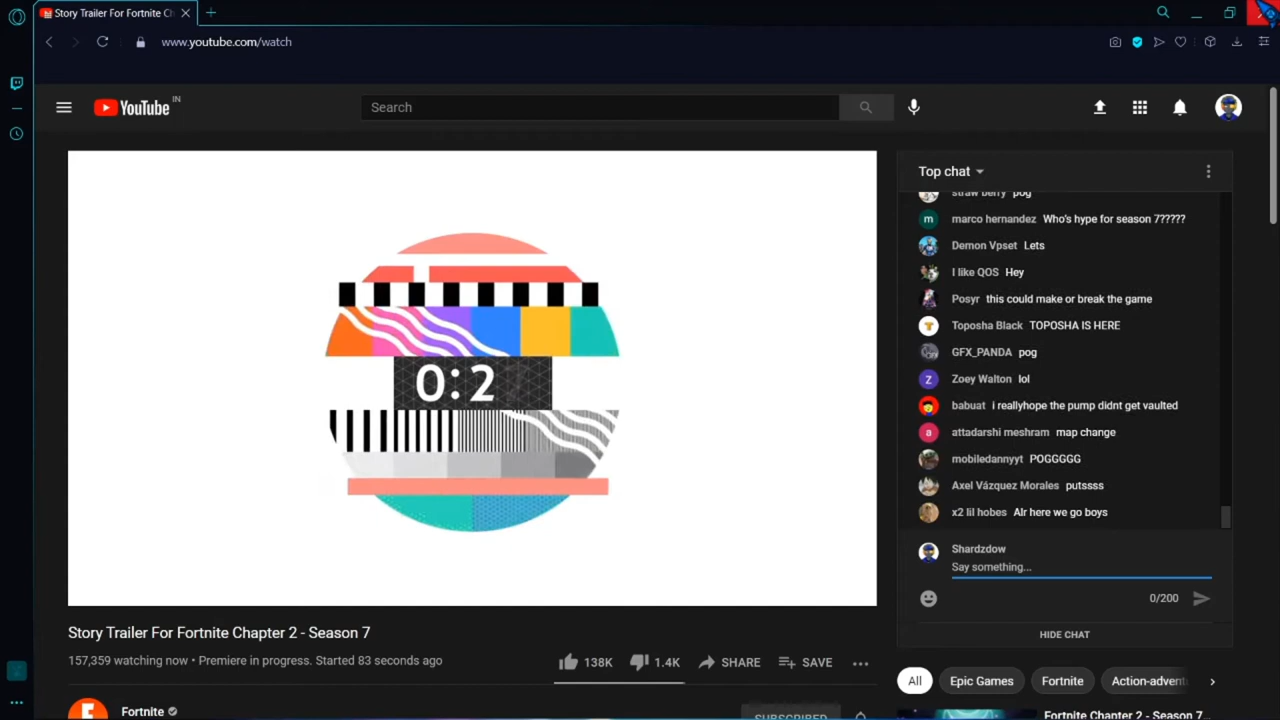 Story Trailer For Fortnite Ch
www.youtube.com/watch
YouTube IN
Search
0:2
Top chat
straw berry pog
marco hernandez Who's hype for season 7?????
Demon Vpset Lets
I like QOS Hey
Posyr this could make or break the game
Toposha Black TOPOSHA IS HERE
GFX_PANDA pog
Zoey Walton lol
babuat i reallyhope the pump didnt get vaulted
attadarshi meshram map change
mobiledannyyt POGGGGG
Axel Vázquez Morales putssss
x2 lil hobes Alr here we go boys
Shardzdow
Say something...
0/200
HIDE CHAT
Story Trailer For Fortnite Chapter 2 - Season 7
157,359 watching now • Premiere in progress. Started 83 seconds ago
138K 1.4K SHARE SAVE
Fortnite
SUBSCRIBED
All Epic Games Fortnite Action-advent
Fortnite Chapter 2 - Season 7